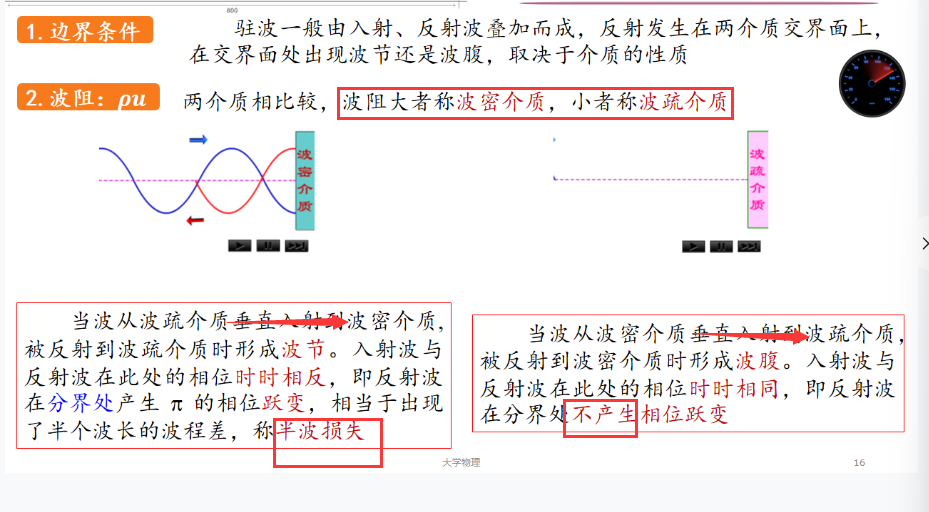 1. 边界条件
驻波一般由入射、反射波叠加而成，反射发生在两介质交界面上，
在交界面处出现波节还是波腹，取决于介质的性质
2. 波阻：ρu
两介质相比较，波阻大者称波密介质，小者称波疏介质
波密介质
波疏介质
当波从波疏介质垂直入射到波密介质，
被反射到波疏介质时形成波节。入射波与
反射波在此处的相位时时相反，即反射波
在分界处产生 π 的相位跃变，相当于出现
了半个波长的波程差，称半波损失
当波从波密介质垂直入射到波疏介质，
被反射到波密介质时形成波腹。入射波与
反射波在此处的相位时时相同，即反射波
在分界处不产生相位跃变
大学物理
16